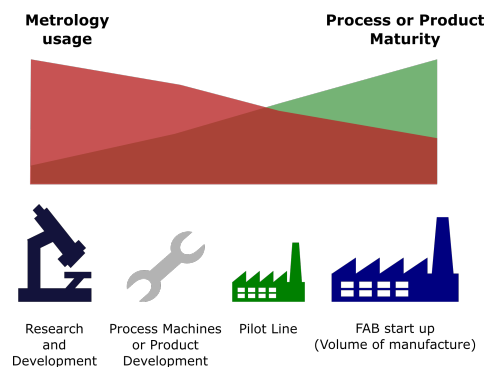 Metrology
usage
Process or Product
Maturity
Research
and
Development
Process Machines
or Product
Development
Pilot Line
FAB start up
(Volume of manufacture)